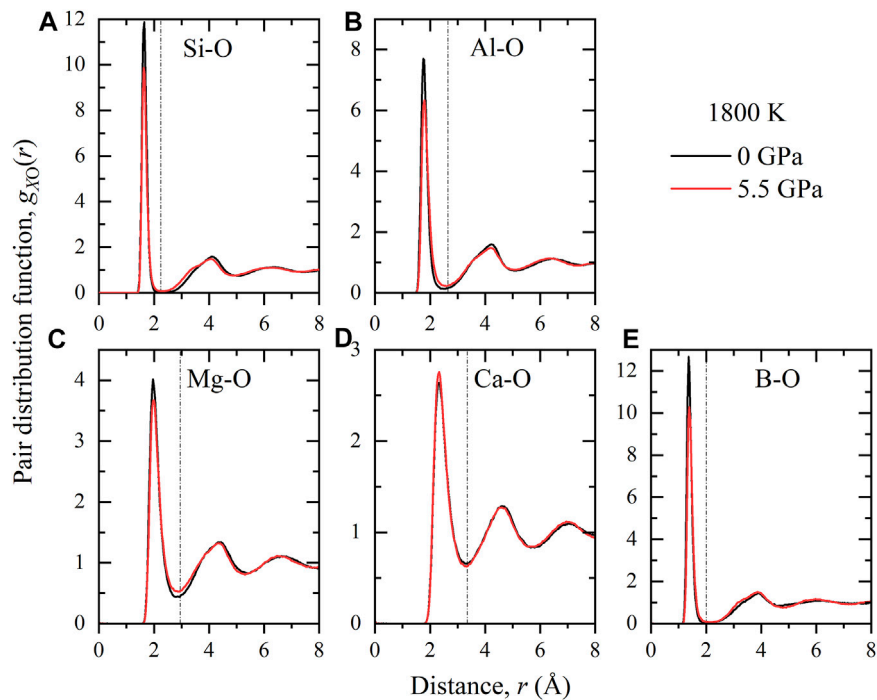 A
Si-O
12
10
8
6
4
2
0
0 2 4 6 8
B
Al-O
8
6
4
2
0
0 2 4 6 8
1800 K
0 GPa
5.5 GPa
Pair distribution function, gXO(r)
C
Mg-O
4
3
2
1
0
0 2 4 6 8
D
Ca-O
3
2
1
0
0 2 4 6 8
E
B-O
12
10
8
6
4
2
0
0 2 4 6 8
Distance, r (Å)